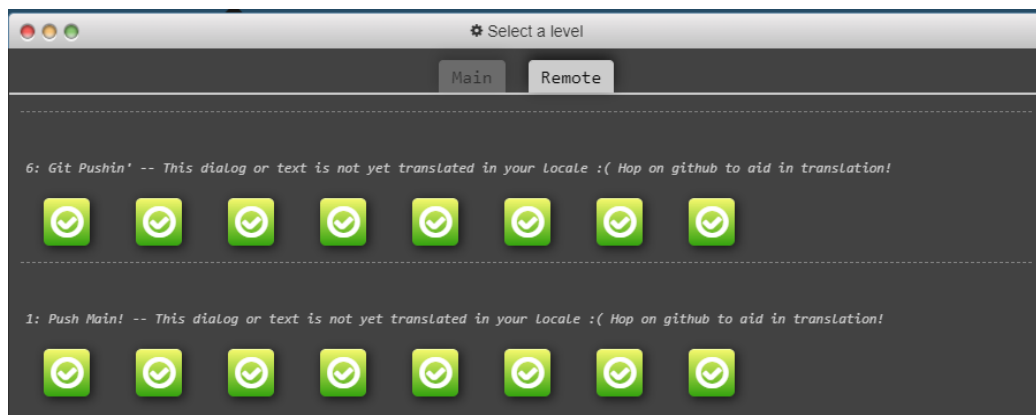 Select a level
Main
Remote
6: Git Pushin' -- This dialog or text is not yet translated in your locale :( Hop on github to aid in translation!
1: Push Main! -- This dialog or text is not yet translated in your locale :( Hop on github to aid in translation!